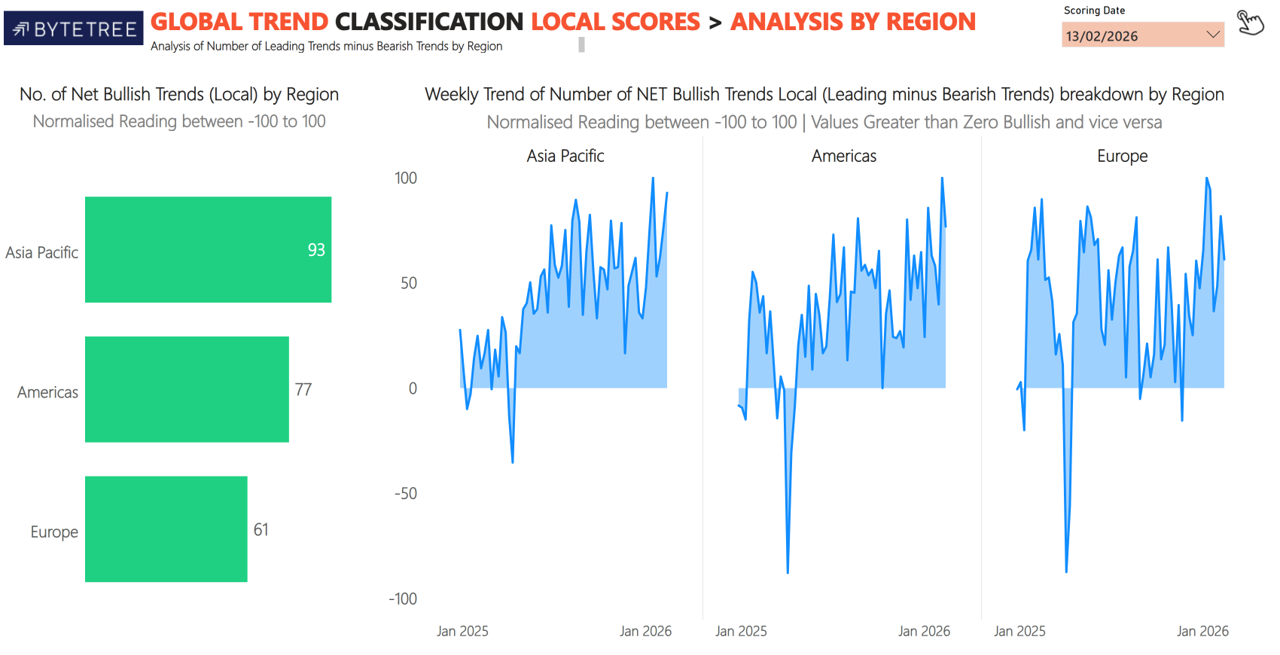 BYTETREE
GLOBAL TREND CLASSIFICATION LOCAL SCORES > ANALYSIS BY REGION
Analysis of Number of Leading Trends minus Bearish Trends by Region
Scoring Date
13/02/2026
No. of Net Bullish Trends (Local) by Region
Normalised Reading between -100 to 100
Asia Pacific
93
Americas
77
Europe
61
Weekly Trend of Number of NET Bullish Trends Local (Leading minus Bearish Trends) breakdown by Region
Normalised Reading between -100 to 100 | Values Greater than Zero Bullish and vice versa
Asia Pacific
Americas
Europe
100
50
0
-50
-100
Jan 2025
Jan 2026
Jan 2025
Jan 2026
Jan 2025
Jan 2026